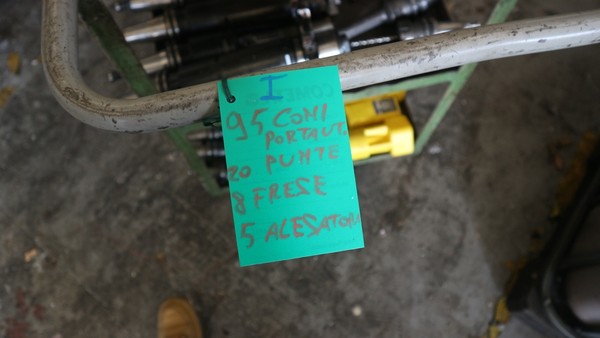 I
95 CONI
PORTAUT.
20 PUNTE
8 FRESE
5 ALESATORI